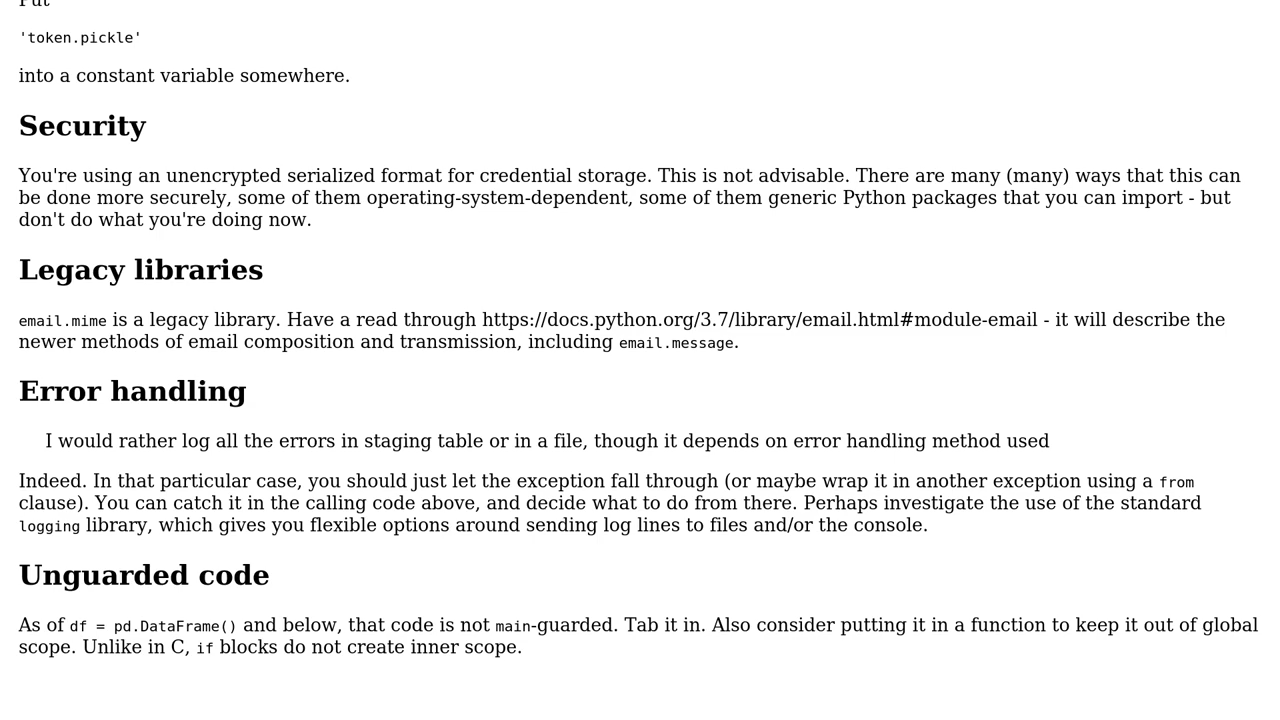 Put
'token.pickle'
into a constant variable somewhere.
Security
You're using an unencrypted serialized format for credential storage. This is not advisable. There are many (many) ways that this can
be done more securely, some of them operating-system-dependent, some of them generic Python packages that you can import - but
don't do what you're doing now.
Legacy libraries
email.mime is a legacy library. Have a read through https://docs.python.org/3.7/library/email.html#module-email - it will describe the
newer methods of email composition and transmission, including email.message.
Error handling
I would rather log all the errors in staging table or in a file, though it depends on error handling method used
Indeed. In that particular case, you should just let the exception fall through (or maybe wrap it in another exception using a from
clause). You can catch it in the calling code above, and decide what to do from there. Perhaps investigate the use of the standard
logging library, which gives you flexible options around sending log lines to files and/or the console.
Unguarded code
As of df = pd.DataFrame() and below, that code is not main-guarded. Tab it in. Also consider putting it in a function to keep it out of global
scope. Unlike in C, if blocks do not create inner scope.